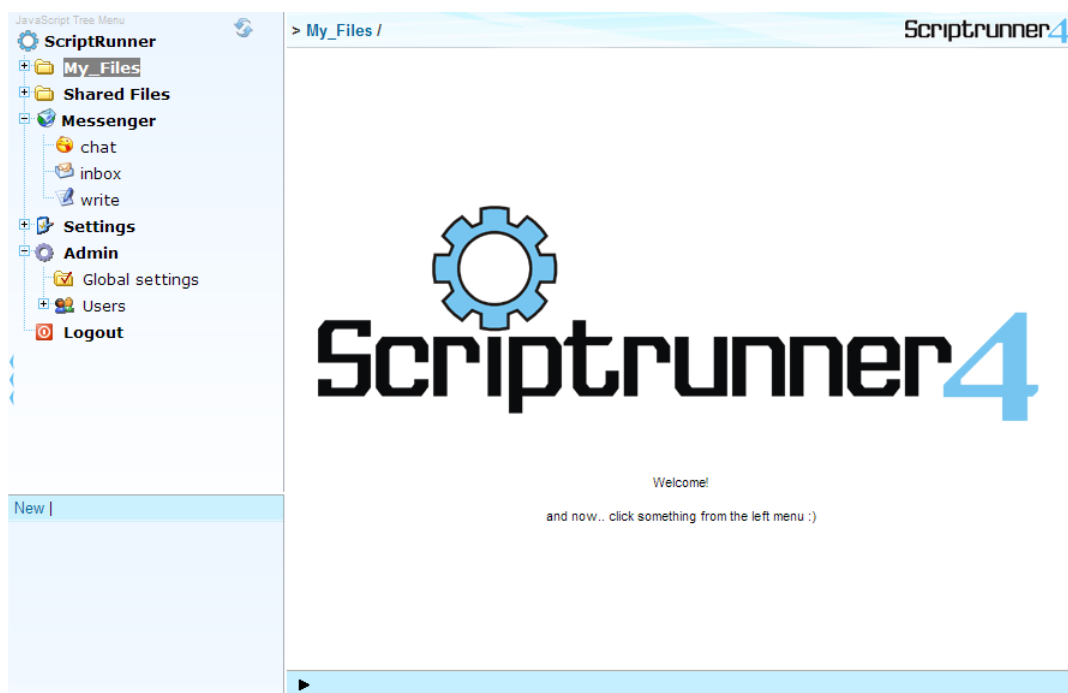 JavaScript Tree Menu
ScriptRunner
My_Files
Shared Files
Messenger
chat
inbox
write
Settings
Admin
Global settings
Users
Logout
New |
> My_Files /
Scriptrunner4
Scriptrunner4
Welcome!
and now.. click something from the left menu :)